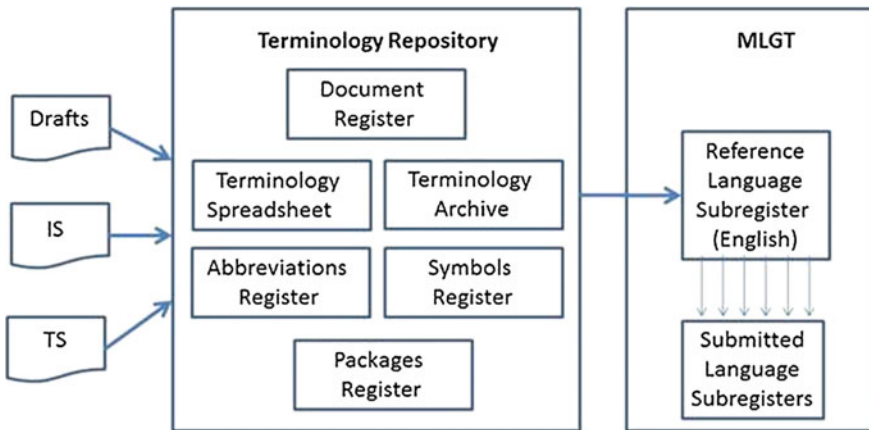 Terminology Repository
MLGT
Document
Register
Drafts
Terminology
Spreadsheet
Terminology
Archive
Reference
Language
Subregister
(English)
IS
Abbreviations
Register
Symbols
Register
TS
Packages
Register
Submitted
Language
Subregisters